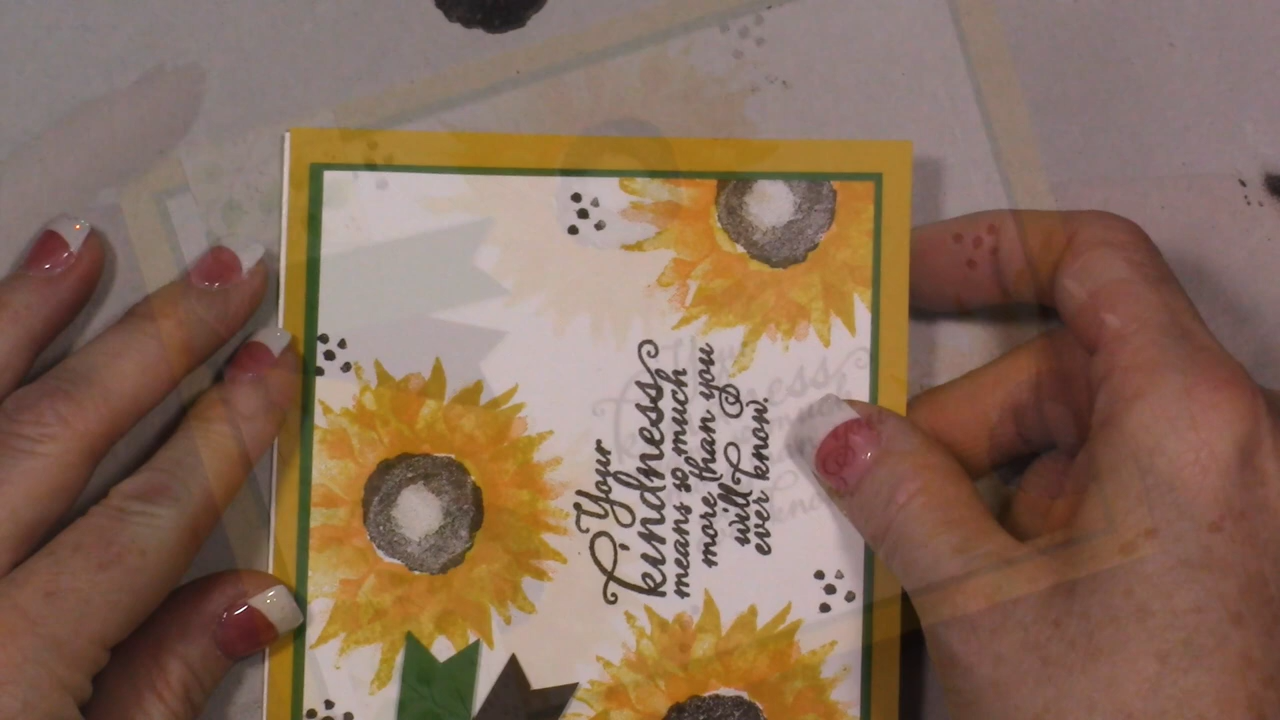 Your
kindness
means so much
more than you
will
ever know.